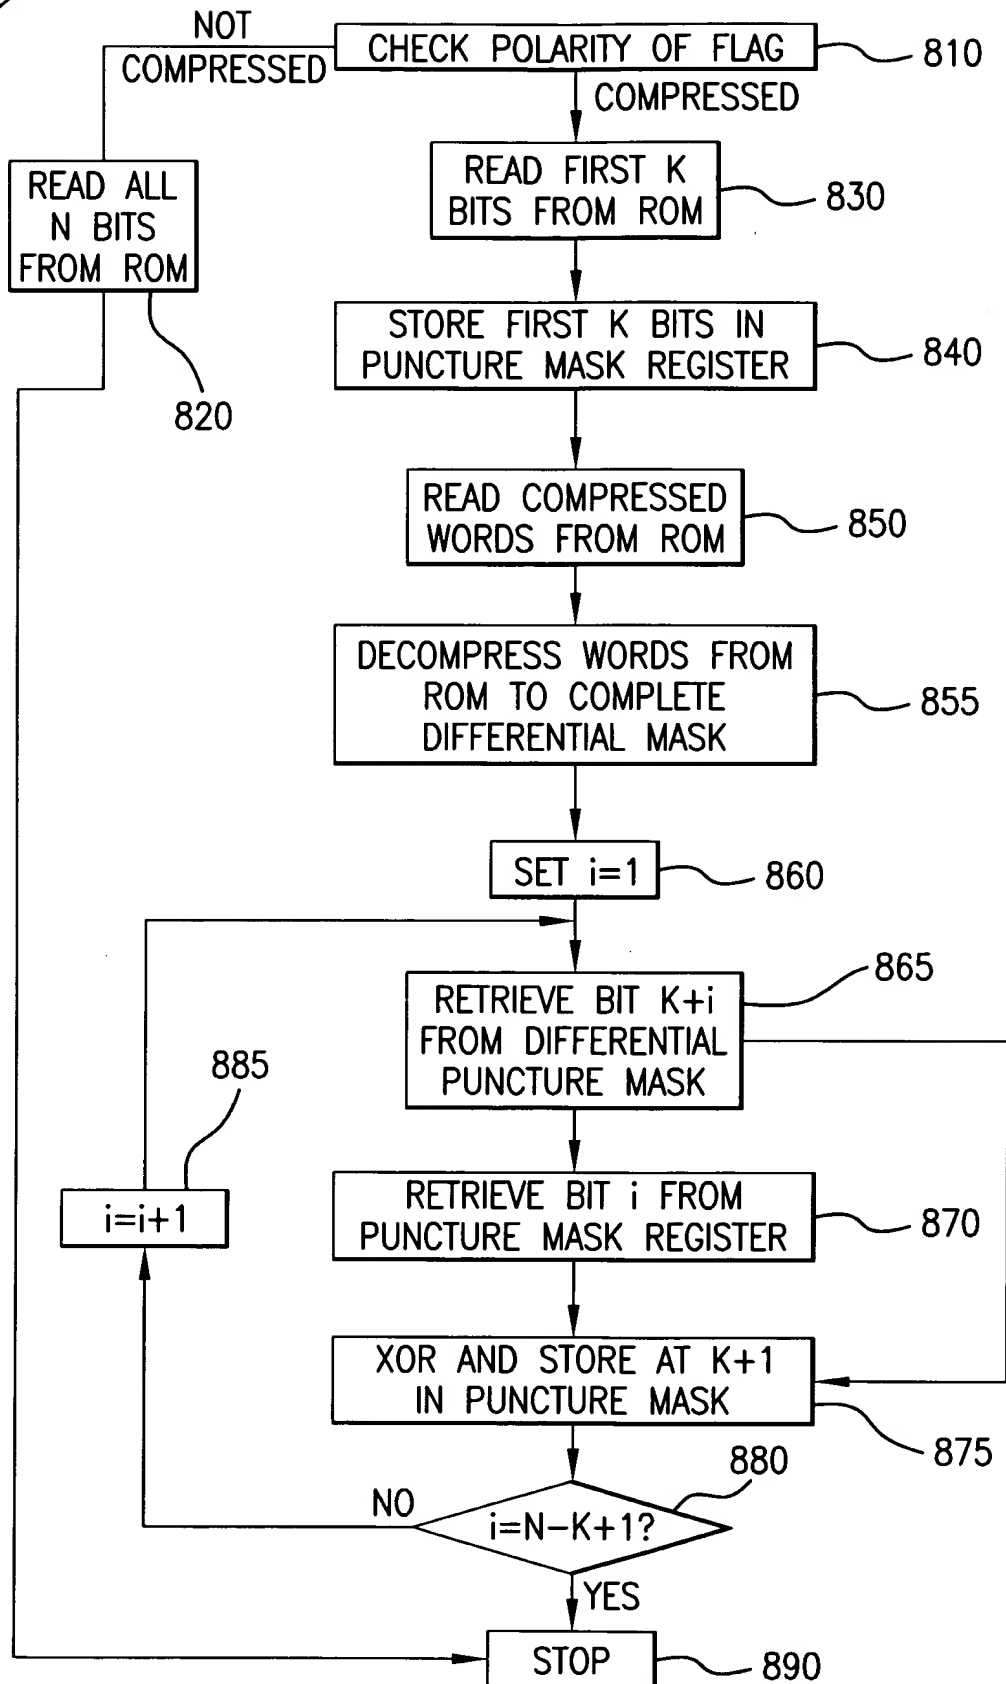 NOT
COMPRESSED
CHECK POLARITY OF FLAG
810
COMPRESSED
READ ALL
N BITS
FROM ROM
820
READ FIRST K
BITS FROM ROM
830
STORE FIRST K BITS IN
PUNCTURE MASK REGISTER
840
READ COMPRESSED
WORDS FROM ROM
850
DECOMPRESS WORDS FROM
ROM TO COMPLETE
DIFFERENTIAL MASK
855
SET i=1
860
RETRIEVE BIT K+i
FROM DIFFERENTIAL
PUNCTURE MASK
865
885
i=i+1
RETRIEVE BIT i FROM
PUNCTURE MASK REGISTER
870
XOR AND STORE AT K+1
IN PUNCTURE MASK
875
880
NO
i=N-K+1?
YES
STOP
890